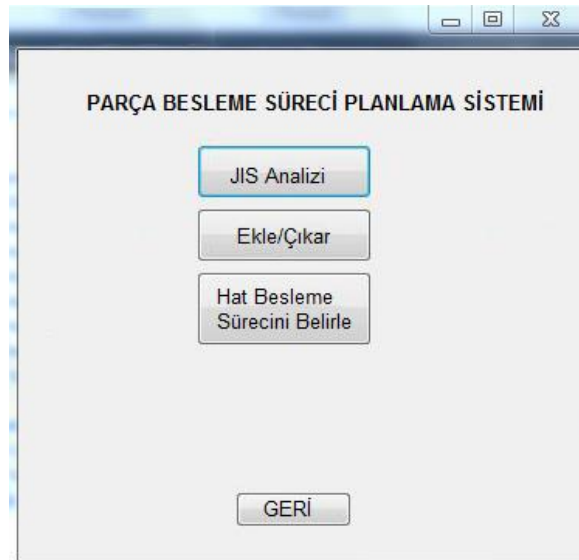 PARÇA BESLEME SÜRECİ PLANLAMA SİSTEMİ
JIS Analizi
Ekle/Çıkar
Hat Besleme
Sürecini Belirle
GERİ